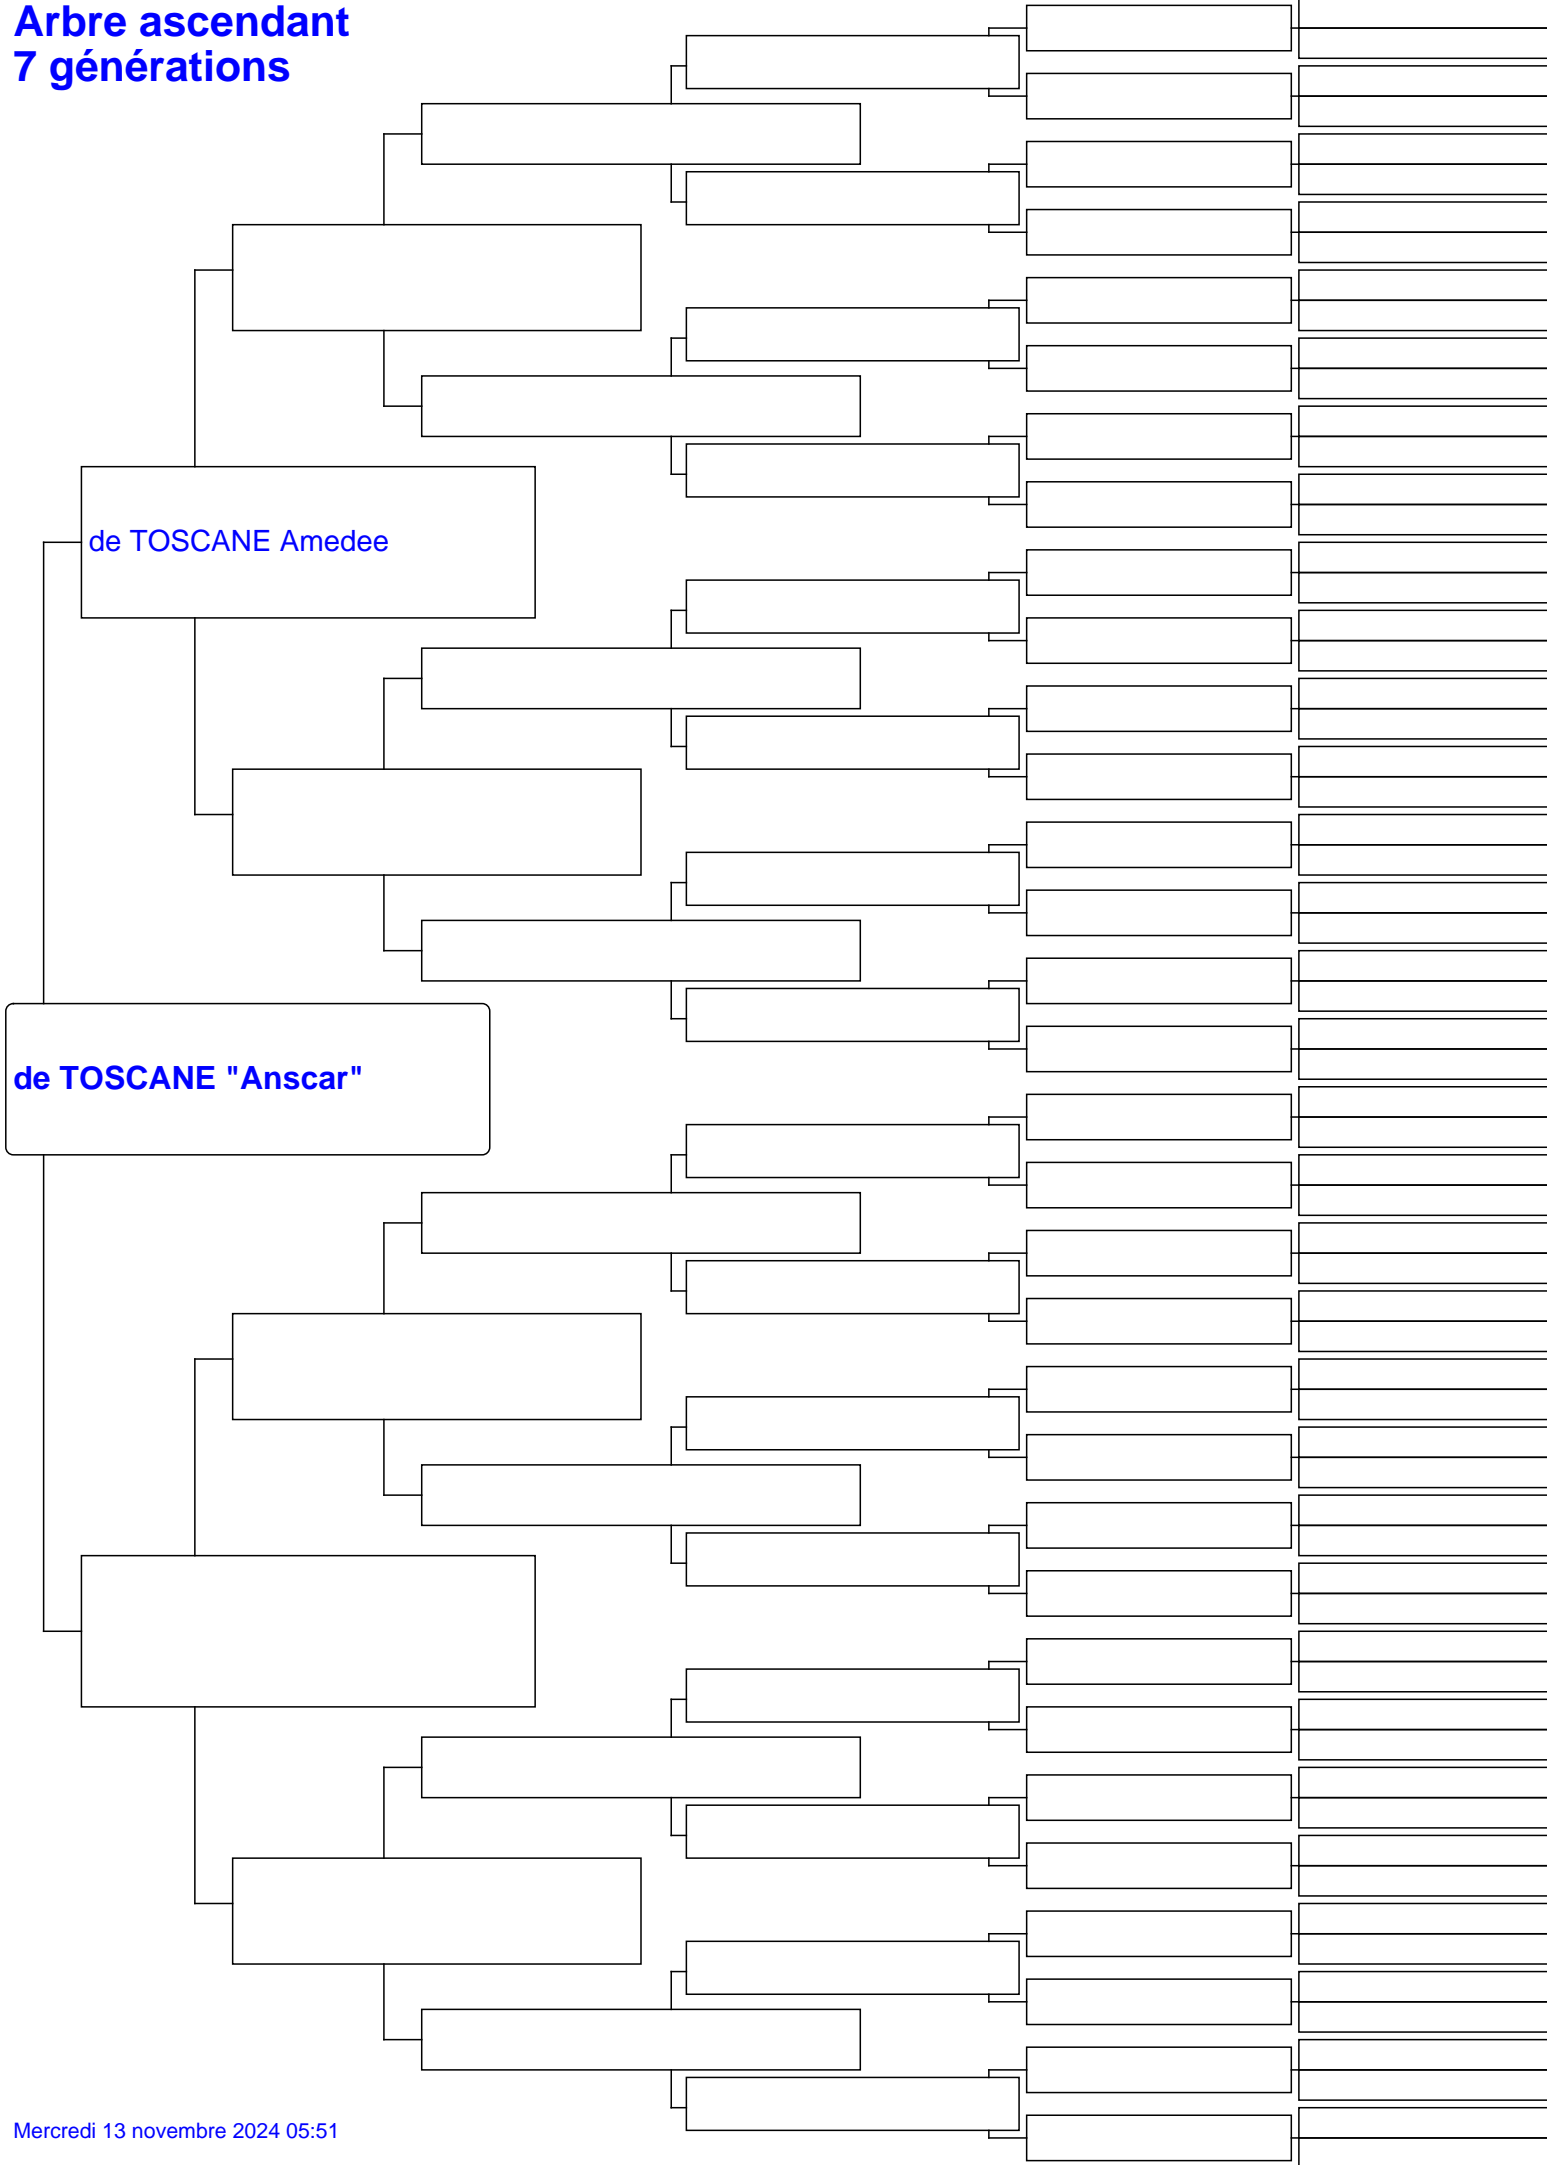 Arbre ascendant
7 générations
de TOSCANE Amedee
de TOSCANE "Anscar"
Mercredi 13 novembre 2024 05:51